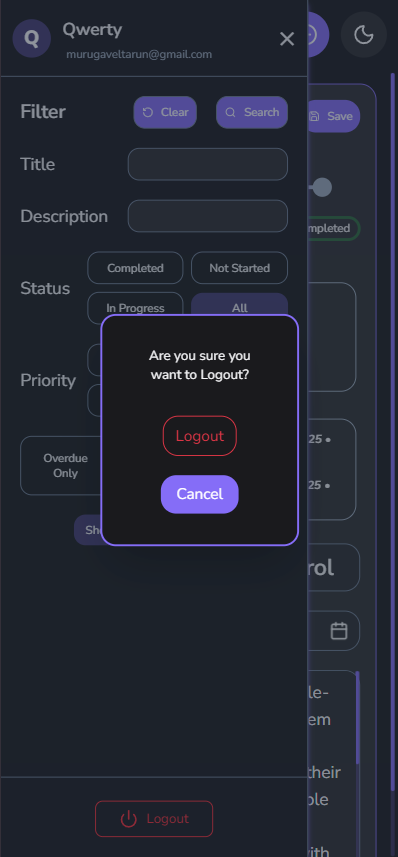 Q
Qwerty
murugaveltarun@gmail.com
Filter
Clear
Search
Save
Title
Description
mpleted
Status
Completed
Not Started
In Progress
All
Are you sure you
want to Logout?
Priority
Logout
25 •
Overdue
Only
25 •
Cancel
Sh
rol
le-
em
their
ple
with
Logout